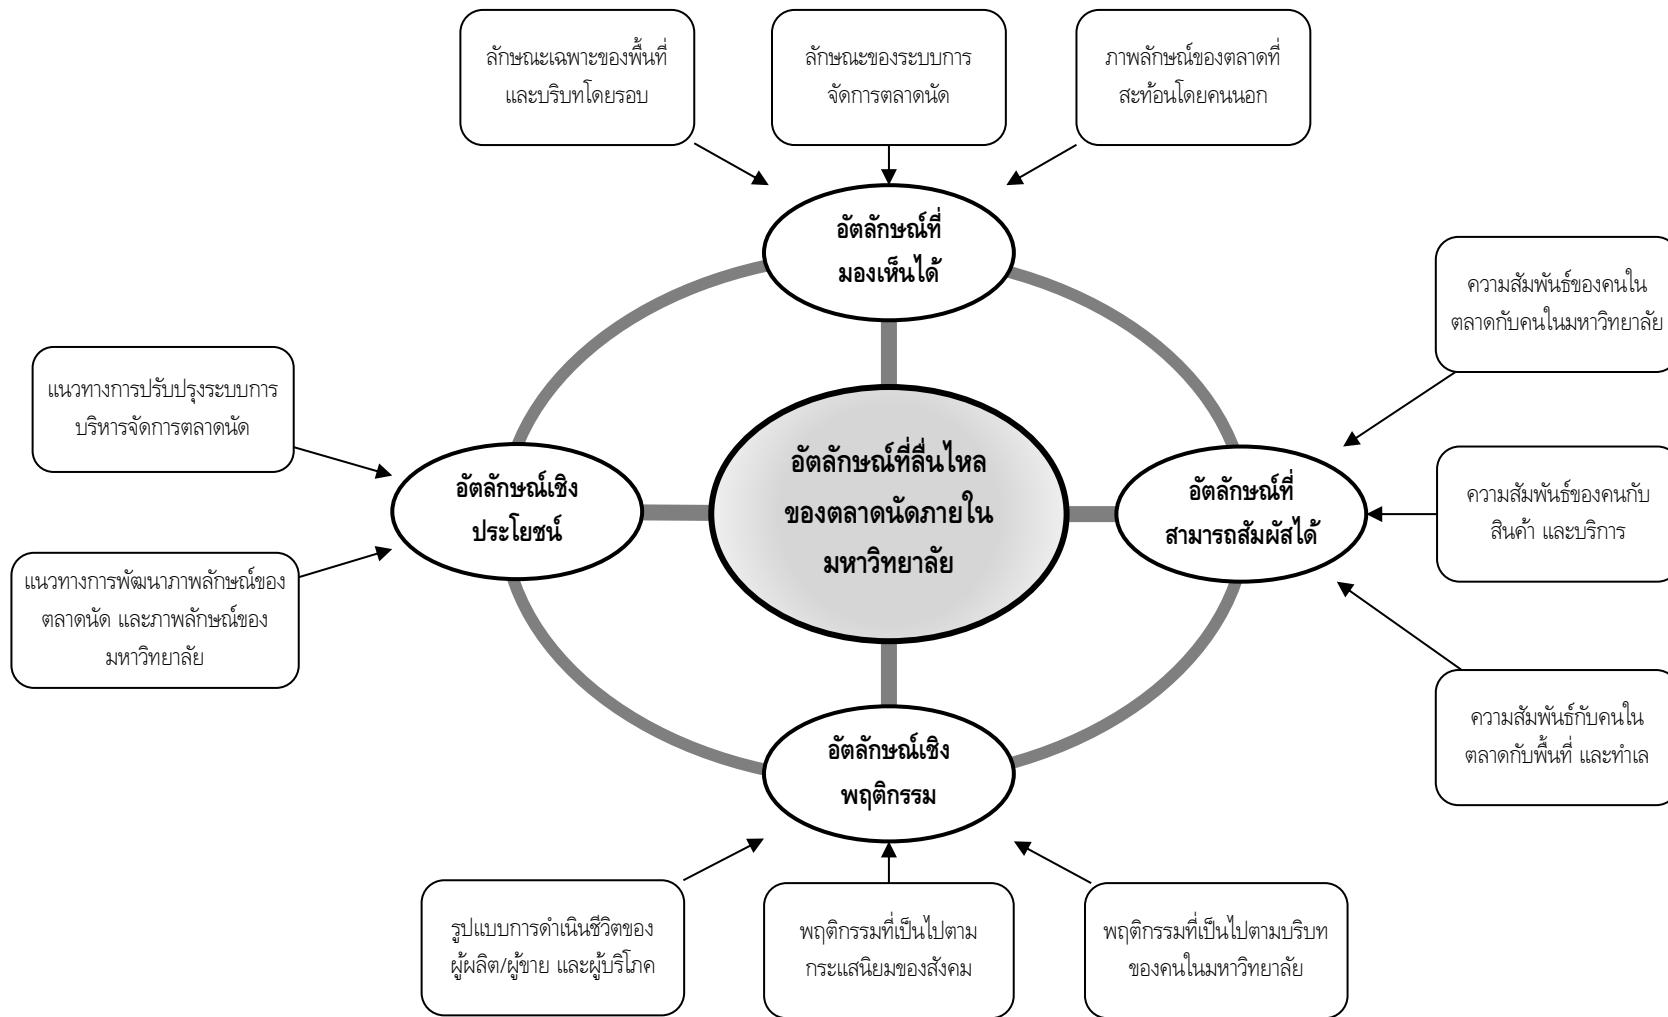 ลักษณะเฉพาะของพื้นที่
และบริบทโดยรอบ
ลักษณะของระบบการ
จัดการตลาดนัด
ภาพลักษณ์ของตลาดที่
สะท้อนโดยคนนอก
อัตลักษณ์ที่
มองเห็นได้
ความสัมพันธ์ของคนใน
ตลาดกับคนในมหาวิทยาลัย
แนวทางการปรับปรุงระบบการ
บริหารจัดการตลาดนัด
อัตลักษณ์เชิง
ประโยชน์
อัตลักษณ์ที่ลื่นไหล
ของตลาดนัดภายใน
มหาวิทยาลัย
อัตลักษณ์ที่
สามารถสัมผัสได้
ความสัมพันธ์ของคนกับ
สินค้า และบริการ
แนวทางการพัฒนาภาพลักษณ์ของ
ตลาดนัด และภาพลักษณ์ของ
มหาวิทยาลัย
ความสัมพันธ์กับคนใน
ตลาดกับพื้นที่ และทำเล
อัตลักษณ์เชิง
พฤติกรรม
รูปแบบการดำเนินชีวิตของ
ผู้ผลิต/ผู้ขาย และผู้บริโภค
พฤติกรรมที่เป็นไปตาม
กระแสนิยมของสังคม
พฤติกรรมที่เป็นไปตามบริบท
ของคนในมหาวิทยาลัย